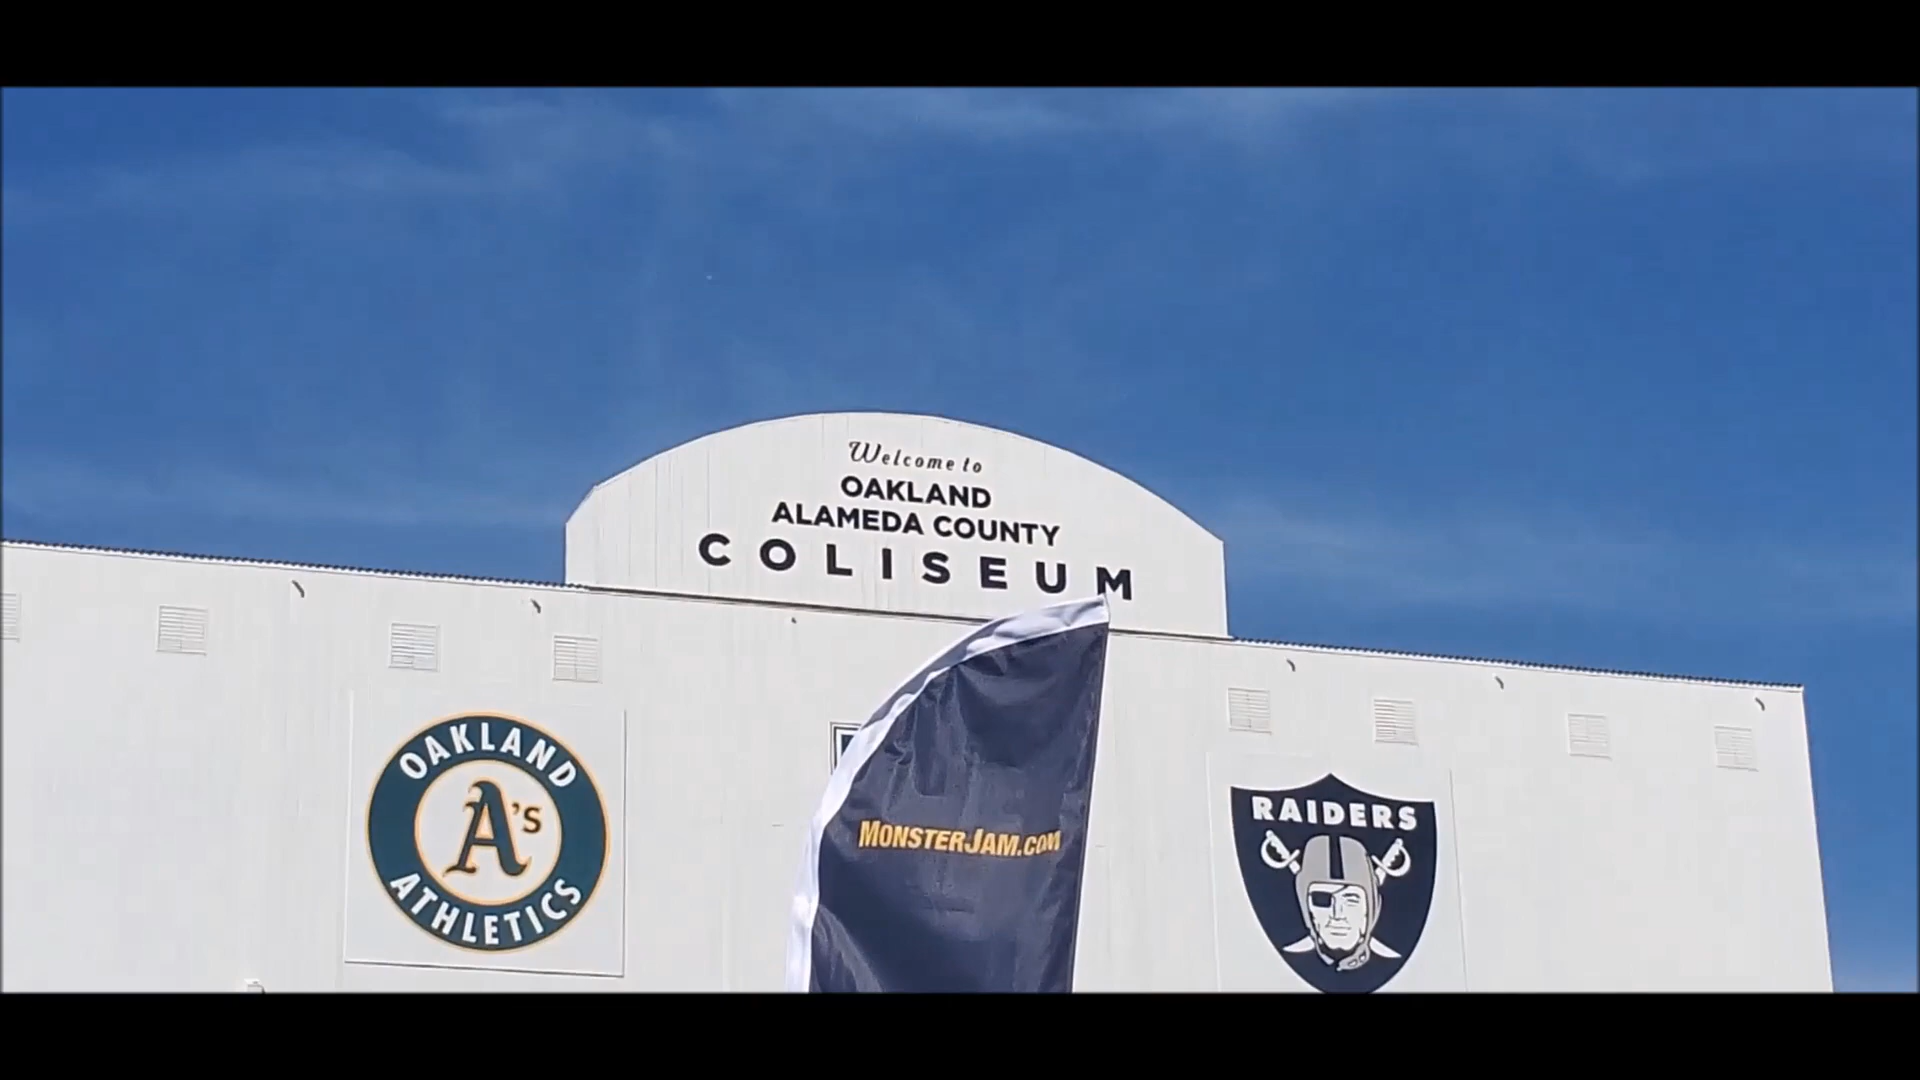 Welcome to
OAKLAND
ALAMEDA COUNTY
COLISEUM
OAKLAND
A's
ATHLETICS
MONSTERJAM.COM
RAIDERS